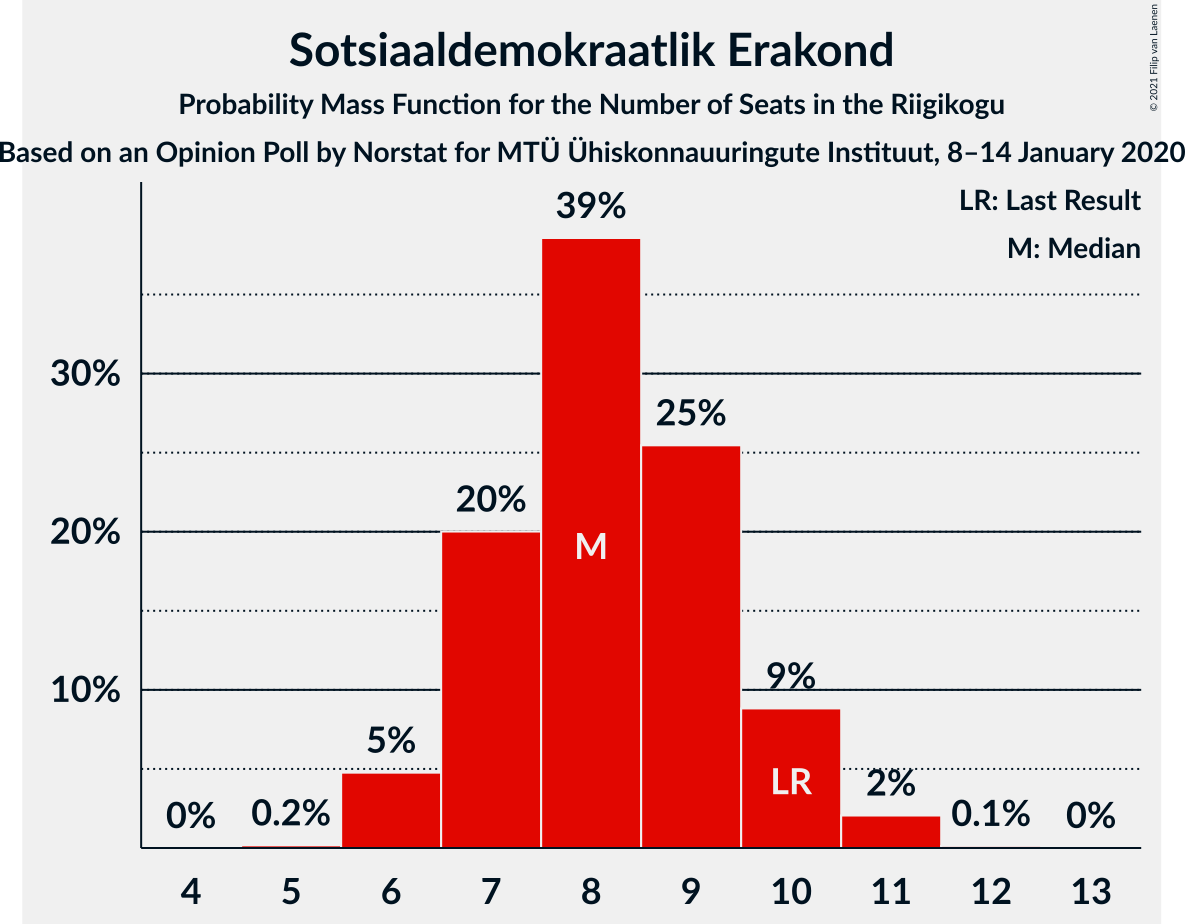 Sotsiaaldemokraatlik Erakond
Probability Mass Function for the Number of Seats in the Riigikogu
Based on an Opinion Poll by Norstat for MTÜ Ühiskonnauuringute Instituut, 8–14 January 2020
© 2021 Filip van Laenen
LR: Last Result
M: Median
39%
30%
25%
20%
20%
M
10%
9%
5%
LR
2%
0%
0.2%
0.1%
0%
4 5 6 7 8 9 10 11 12 13